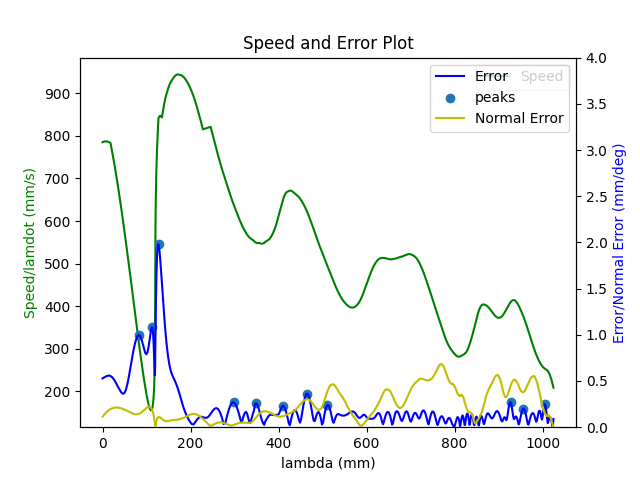 Speed and Error Plot
Error
Speed
peaks
Normal Error
900
800
700
600
500
400
300
200
Speed/lamdot (mm/s)
4.0
3.5
3.0
2.5
2.0
1.5
1.0
0.5
0.0
Error/Normal Error (mm/deg)
0 200 400 600 800 1000
lambda (mm)